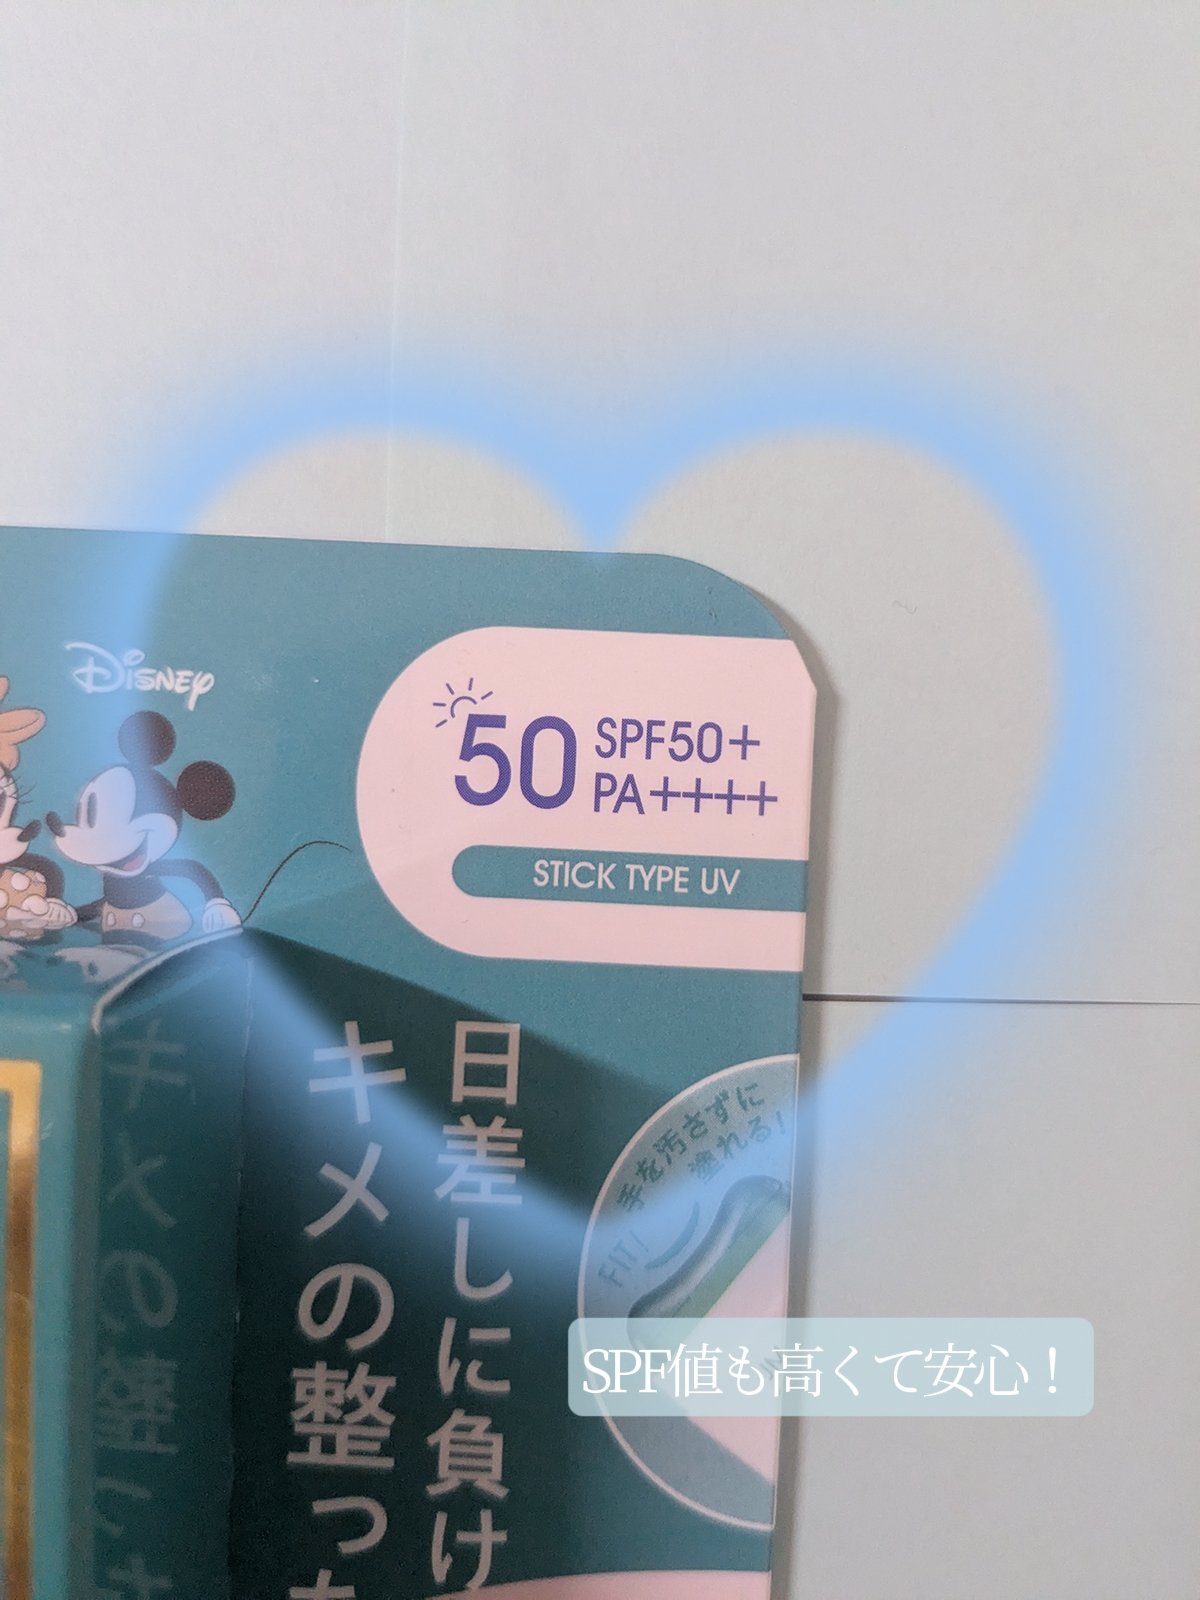 DISNEY
50 SPF50+
PA++++
STICK TYPE UV
日差しに負け
キメの整っ
手を汚さずに
塗れる!
FIT!
SPF値も高くて安心！